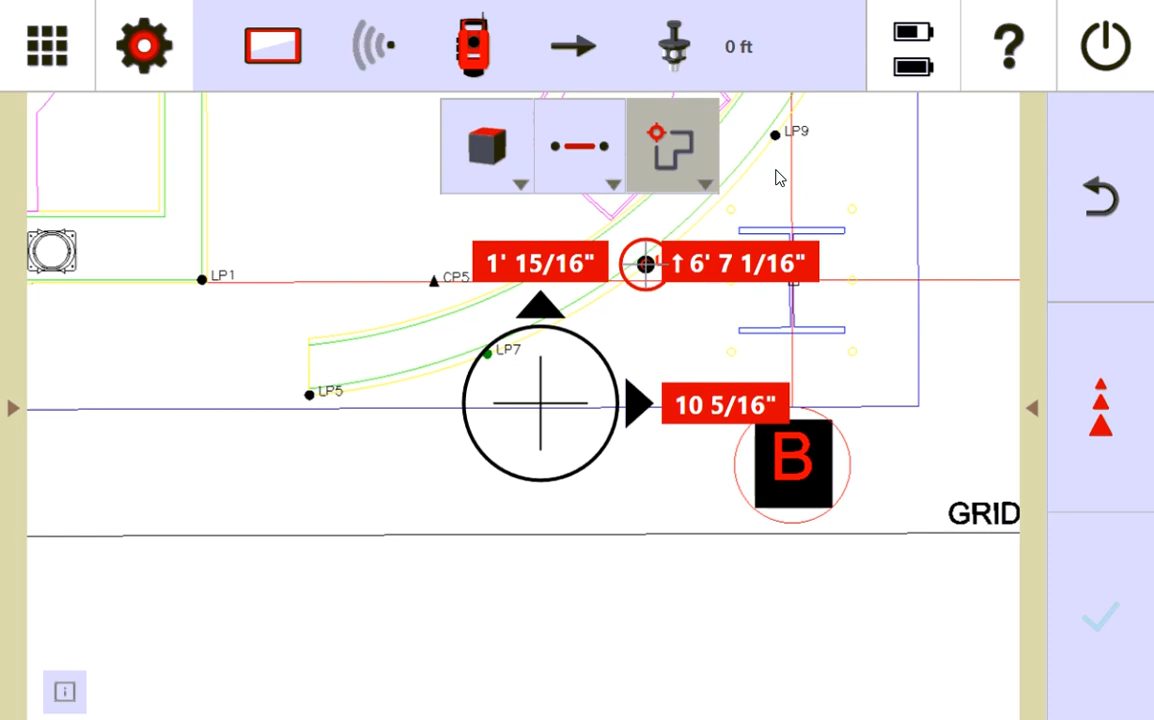 0 ft
LP9
1' 15/16"
↑ 6' 7 1/16"
LP1
CP5
LP7
LP5
10 5/16"
B
GRID